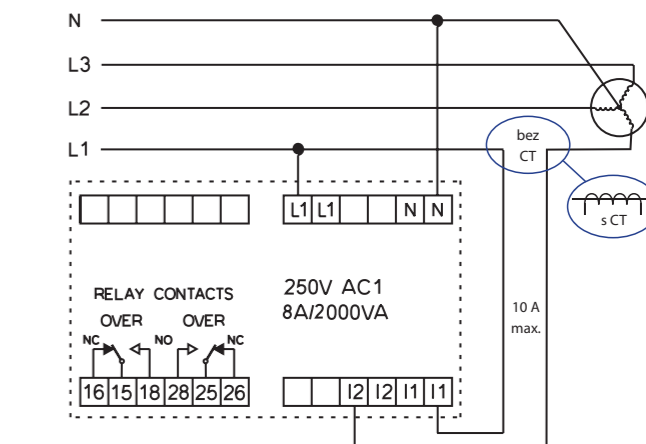 N
L3
L2
L1
bez
CT
s CT
L1 L1 N N
250V AC1
8A/2000VA
10 A
max.
RELAY CONTACTS
OVER OVER
NC NO NC
16 15 18 28 25 26
I2 I2 I1 I1